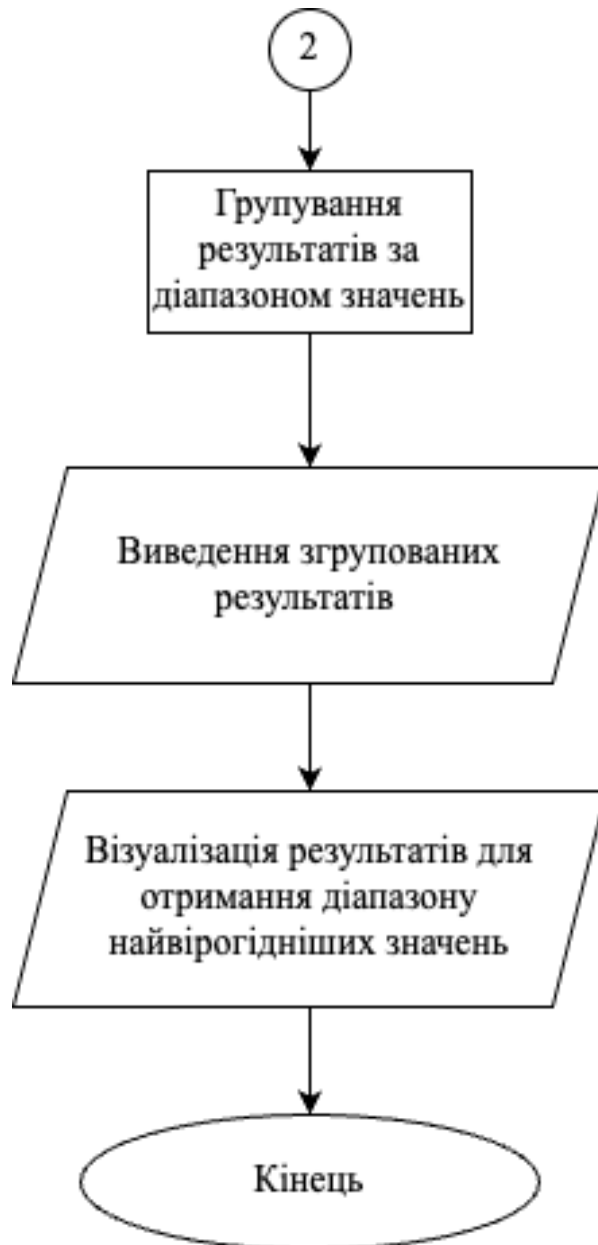 2
Групування
результатів за
діапазоном значень
Виведення згрупованих
результатів
Візуалізація результатів для
отримання діапазону
найвірогідніших значень
Кінець